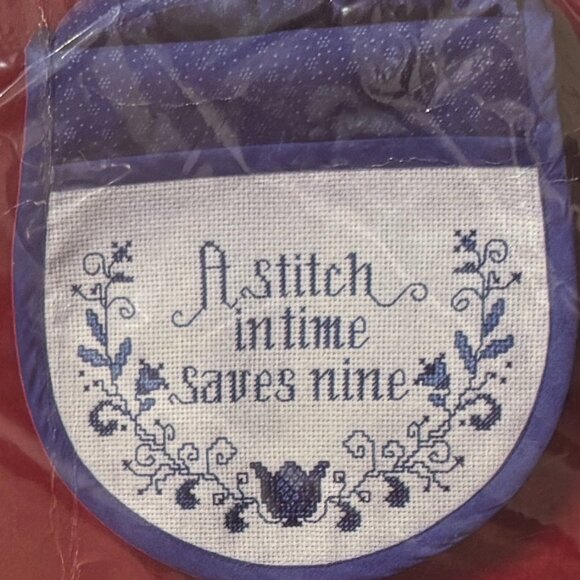 A stitch
in time
saves nine